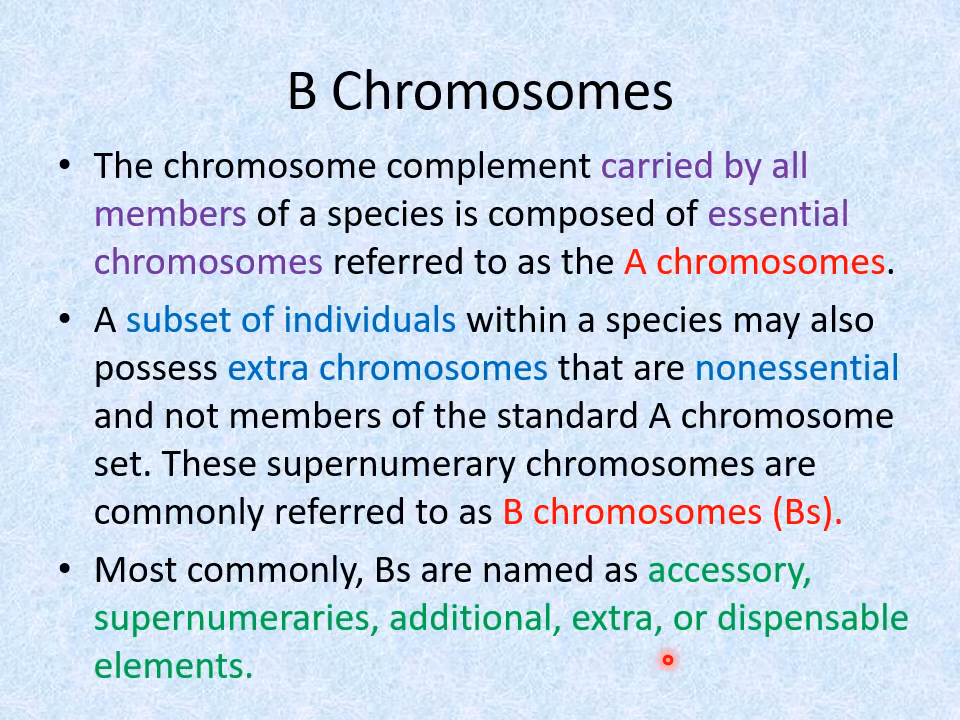 B Chromosomes
• The chromosome complement carried by all
members of a species is composed of essential
chromosomes referred to as the A chromosomes.
• A subset of individuals within a species may also
possess extra chromosomes that are nonessential
and not members of the standard A chromosome
set. These supernumerary chromosomes are
commonly referred to as B chromosomes (Bs).
• Most commonly, Bs are named as accessory,
supernumeraries, additional, extra, or dispensable
elements.